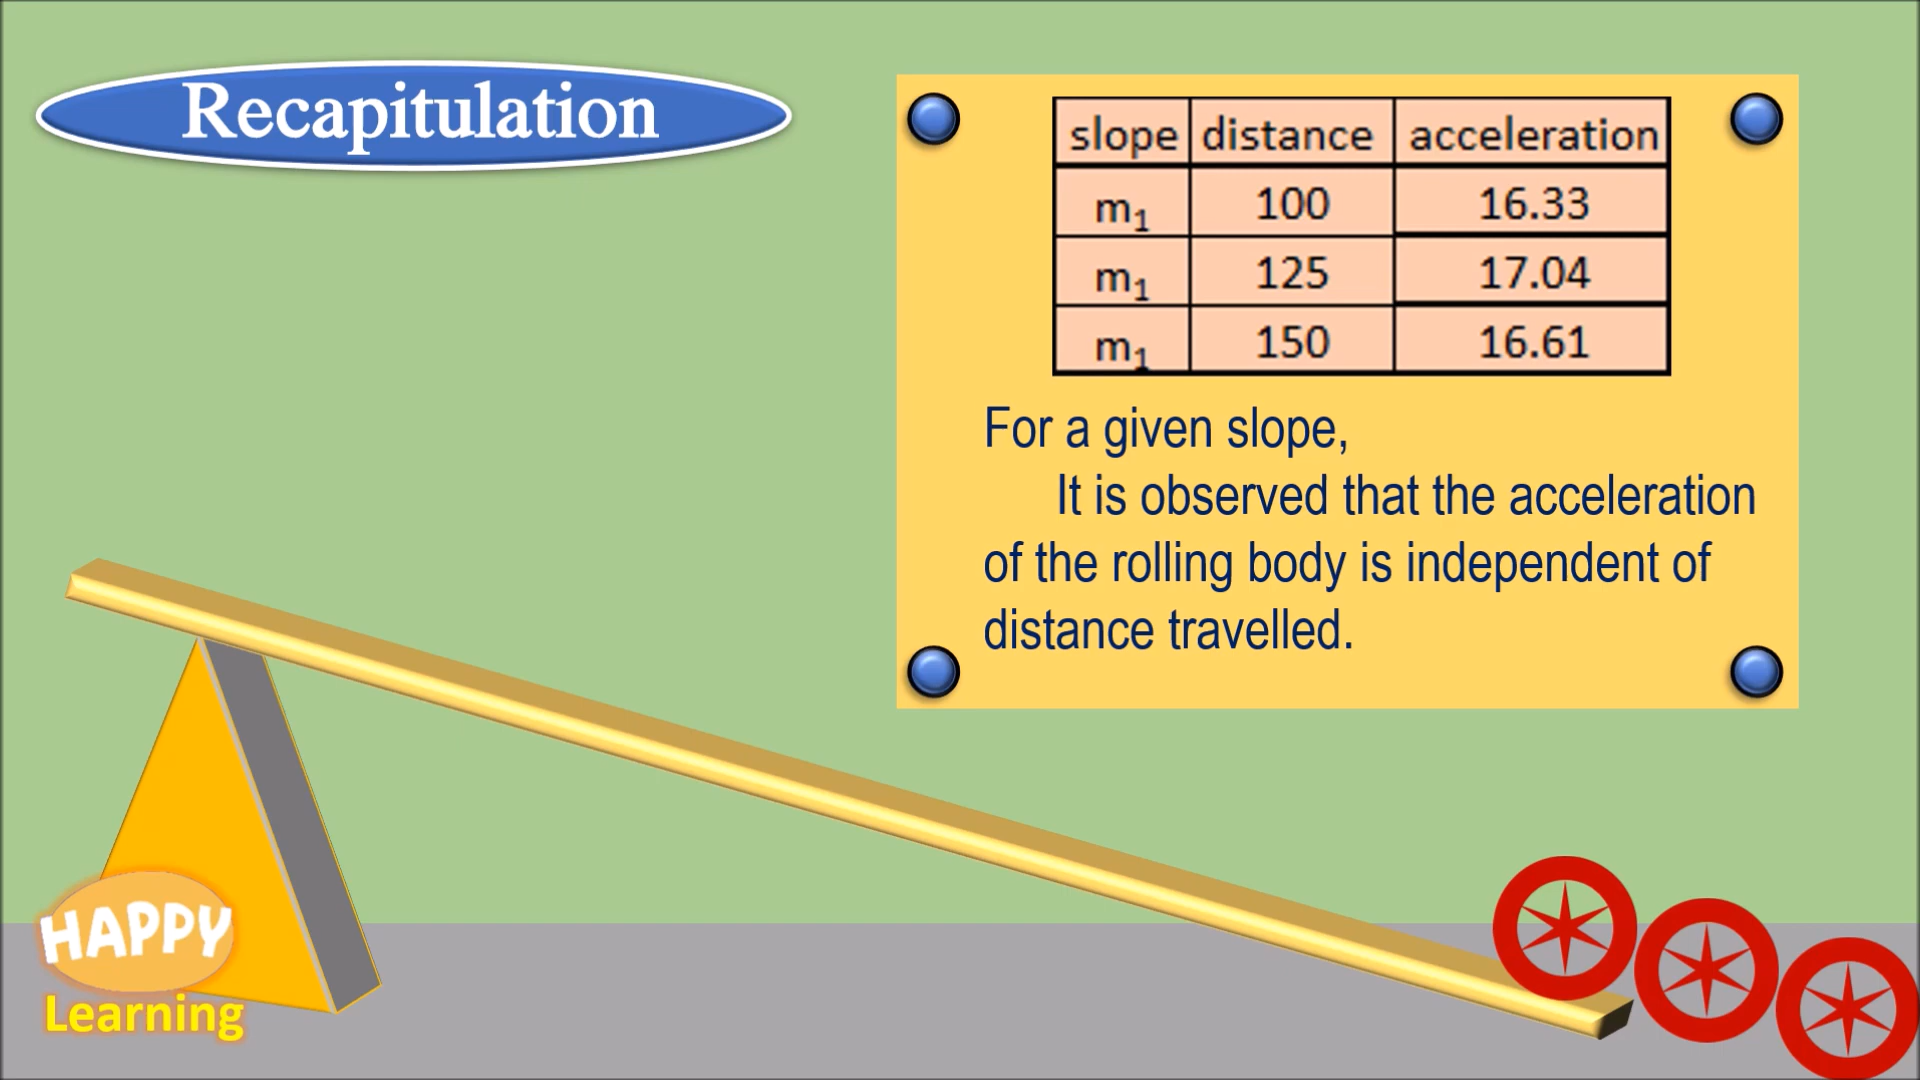 Recapitulation
slope distance acceleration
m₁ 100 16.33
m₁ 125 17.04
m₁ 150 16.61
For a given slope,
It is observed that the acceleration
of the rolling body is independent of
distance travelled.
HAPPY
Learning